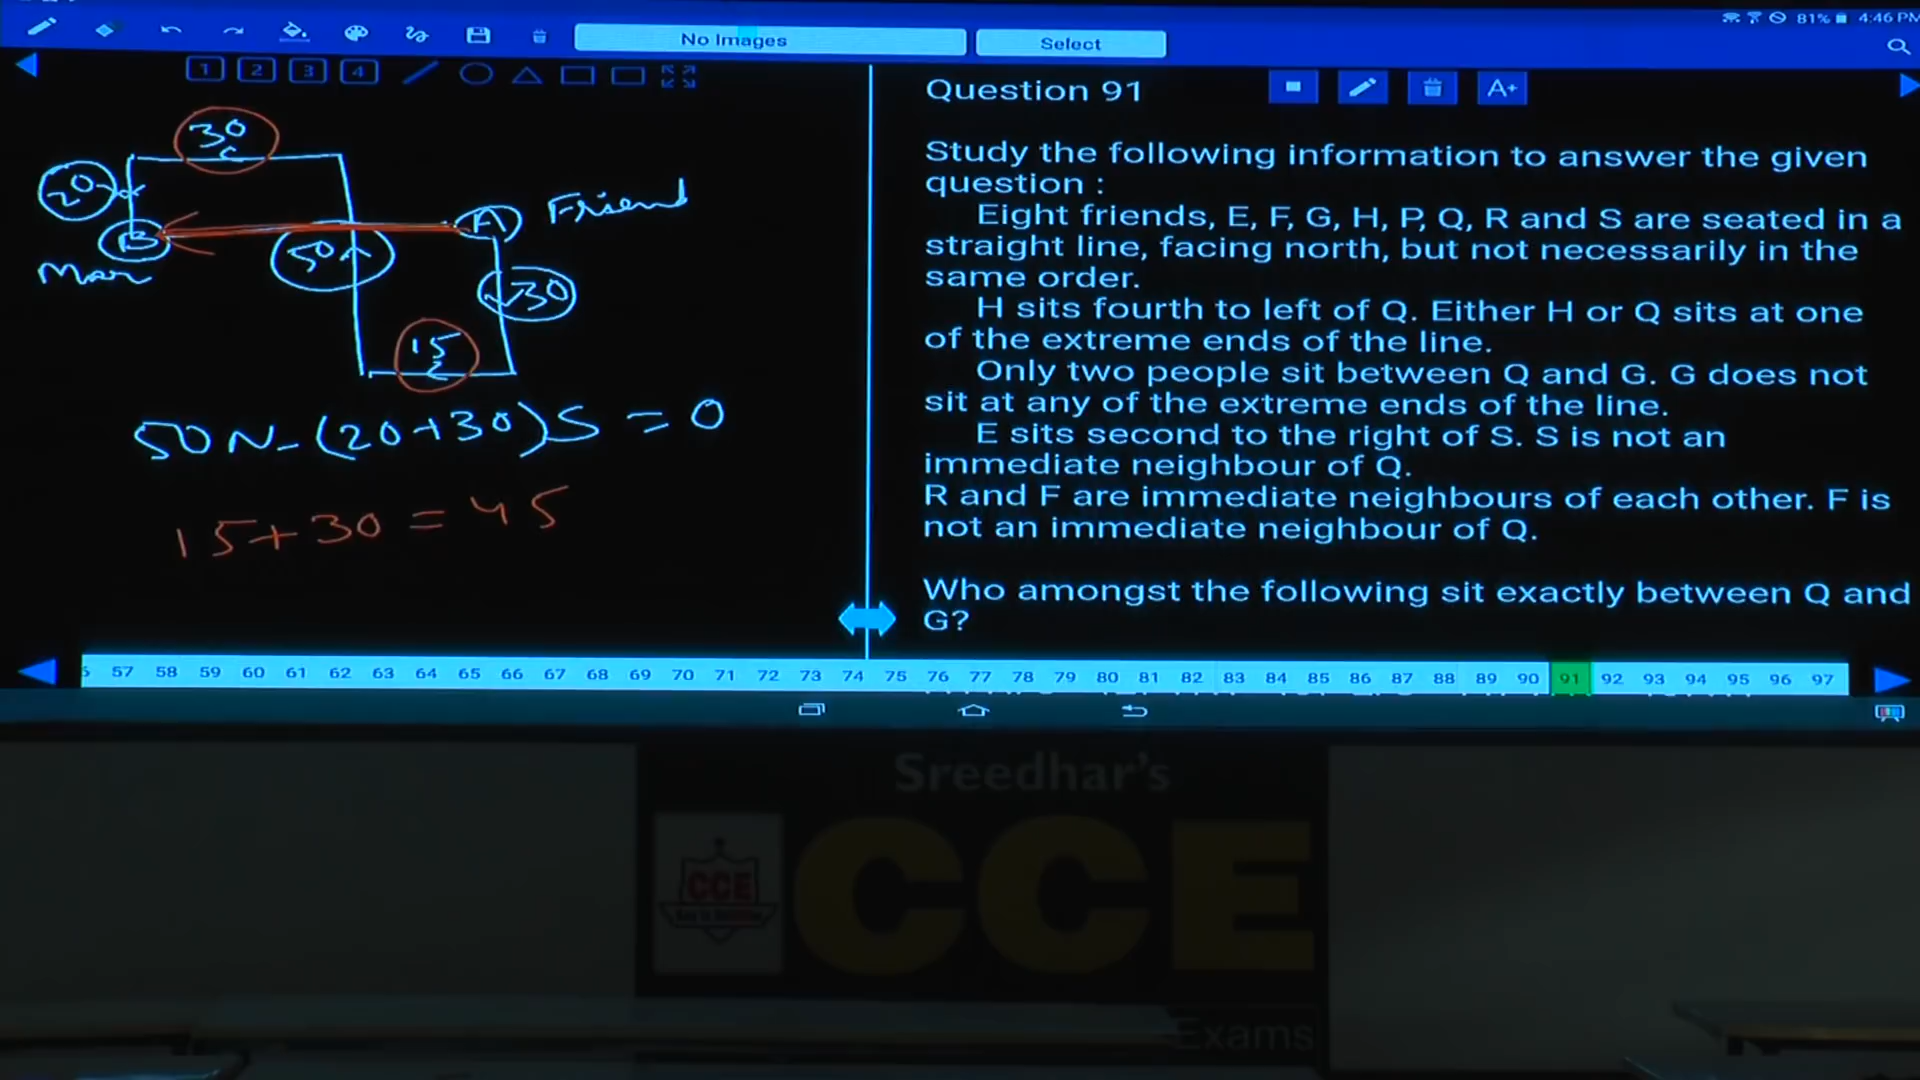 81% 4:46 PM
No Images
Select
1 2 3 4
30
20
B
Man
50
A
Friend
30
15
50N-(20+30)S = 0
15+30 = 45
Question 91
A+
Study the following information to answer the given
question :
Eight friends, E, F, G, H, P, Q, R and S are seated in a
straight line, facing north, but not necessarily in the
same order.
H sits fourth to left of Q. Either H or Q sits at one
of the extreme ends of the line.
Only two people sit between Q and G. G does not
sit at any of the extreme ends of the line.
E sits second to the right of S. S is not an
immediate neighbour of Q.
R and F are immediate neighbours of each other. F is
not an immediate neighbour of Q.
Who amongst the following sit exactly between Q and
G?
57 58 59 60 61 62 63 64 65 66 67 68 69 70 71 72 73 74 75 76 77 78 79 80 81 82 83 84 85 86 87 88 89 90 91 92 93 94 95 96 97
Sreedhar's
CCE
CCE
Exams